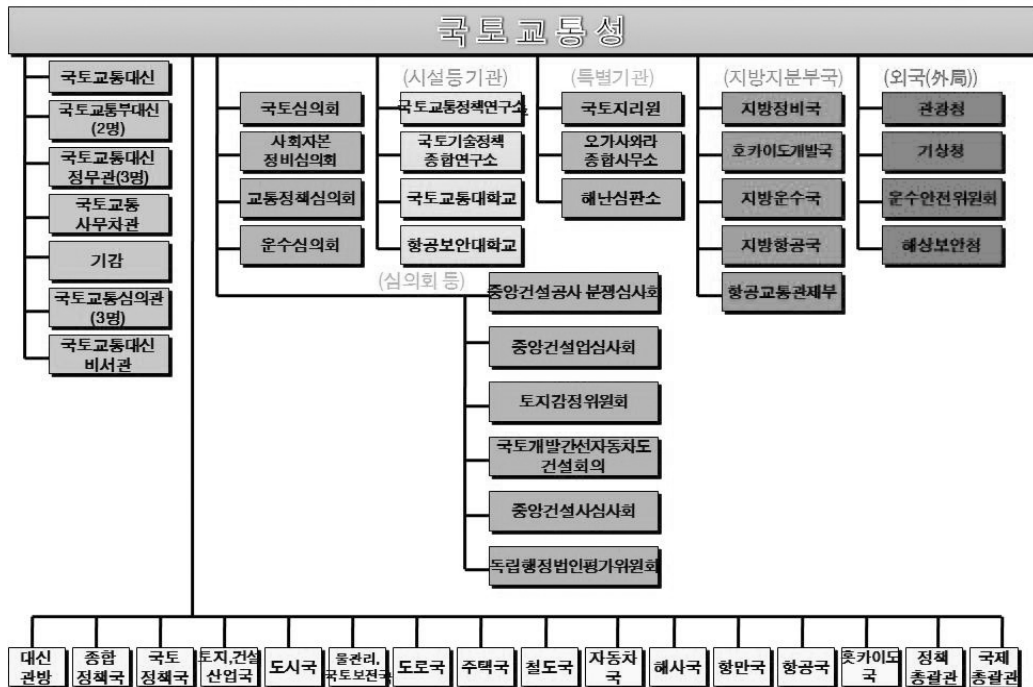 국토교통성
국토교통대신
국토교통부대신
(2명)
국토교통대신
정무관(3명)
국토교통
사무차관
기감
국토교통심의관
(3명)
국토교통대신
비서관
국토심의회
사회자본
정비심의회
교통정책심의회
운수심의회
(시설등기관)
국토교통정책연구소
국토기술정책
종합연구소
국토교통대학교
항공보안대학교
(특별기관)
국토지리원
오가사와라
종합사무소
해난심판소
(지방지분부국)
지방정비국
호카이도개발국
지방운수국
지방항공국
항공교통관제부
(외국(外局))
관광청
기상청
운수안전위원회
해상보안청
(심의회 등)
중앙건설공사 분쟁심사회
중앙건설업심사회
토지감정위원회
국토개발간선자동차도
건설회의
중앙건설사심사회
독립행정법인평가위원회
대신
관방
종합
정책국
국토
정책국
토지,건설
산업국
도시국
물관리,
국토보전국
도로국
주택국
철도국
자동차
국
해사국
항만국
항공국
홋카이도
국
정책
총괄관
국제
총괄관